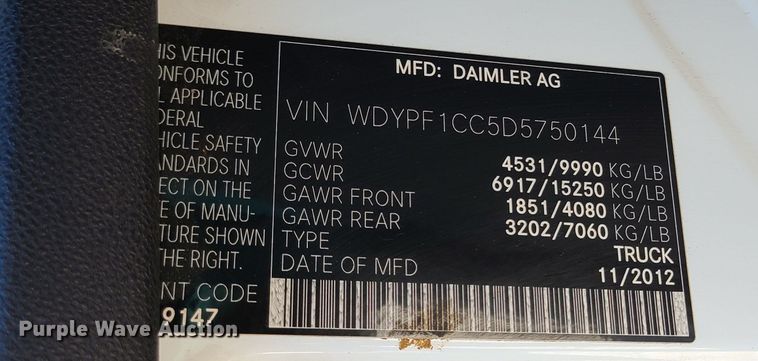 HIS VEHICLE
ONFORMS TO
L APPLICABLE
DERAL
HICLE SAFETY
ANDARDS IN
ECT ON THE
E OF MANU-
TURE SHOWN
THE RIGHT.
NT CODE
9147
MFD: DAIMLER AG
VIN WDYPF1CC5D5750144
GVWR 4531/9990 KG/LB
GCWR 6917/15250 KG/LB
GAWR FRONT 1851/4080 KG/LB
GAWR REAR 3202/7060 KG/LB
TYPE TRUCK
DATE OF MFD 11/2012
Purple Wave Auction